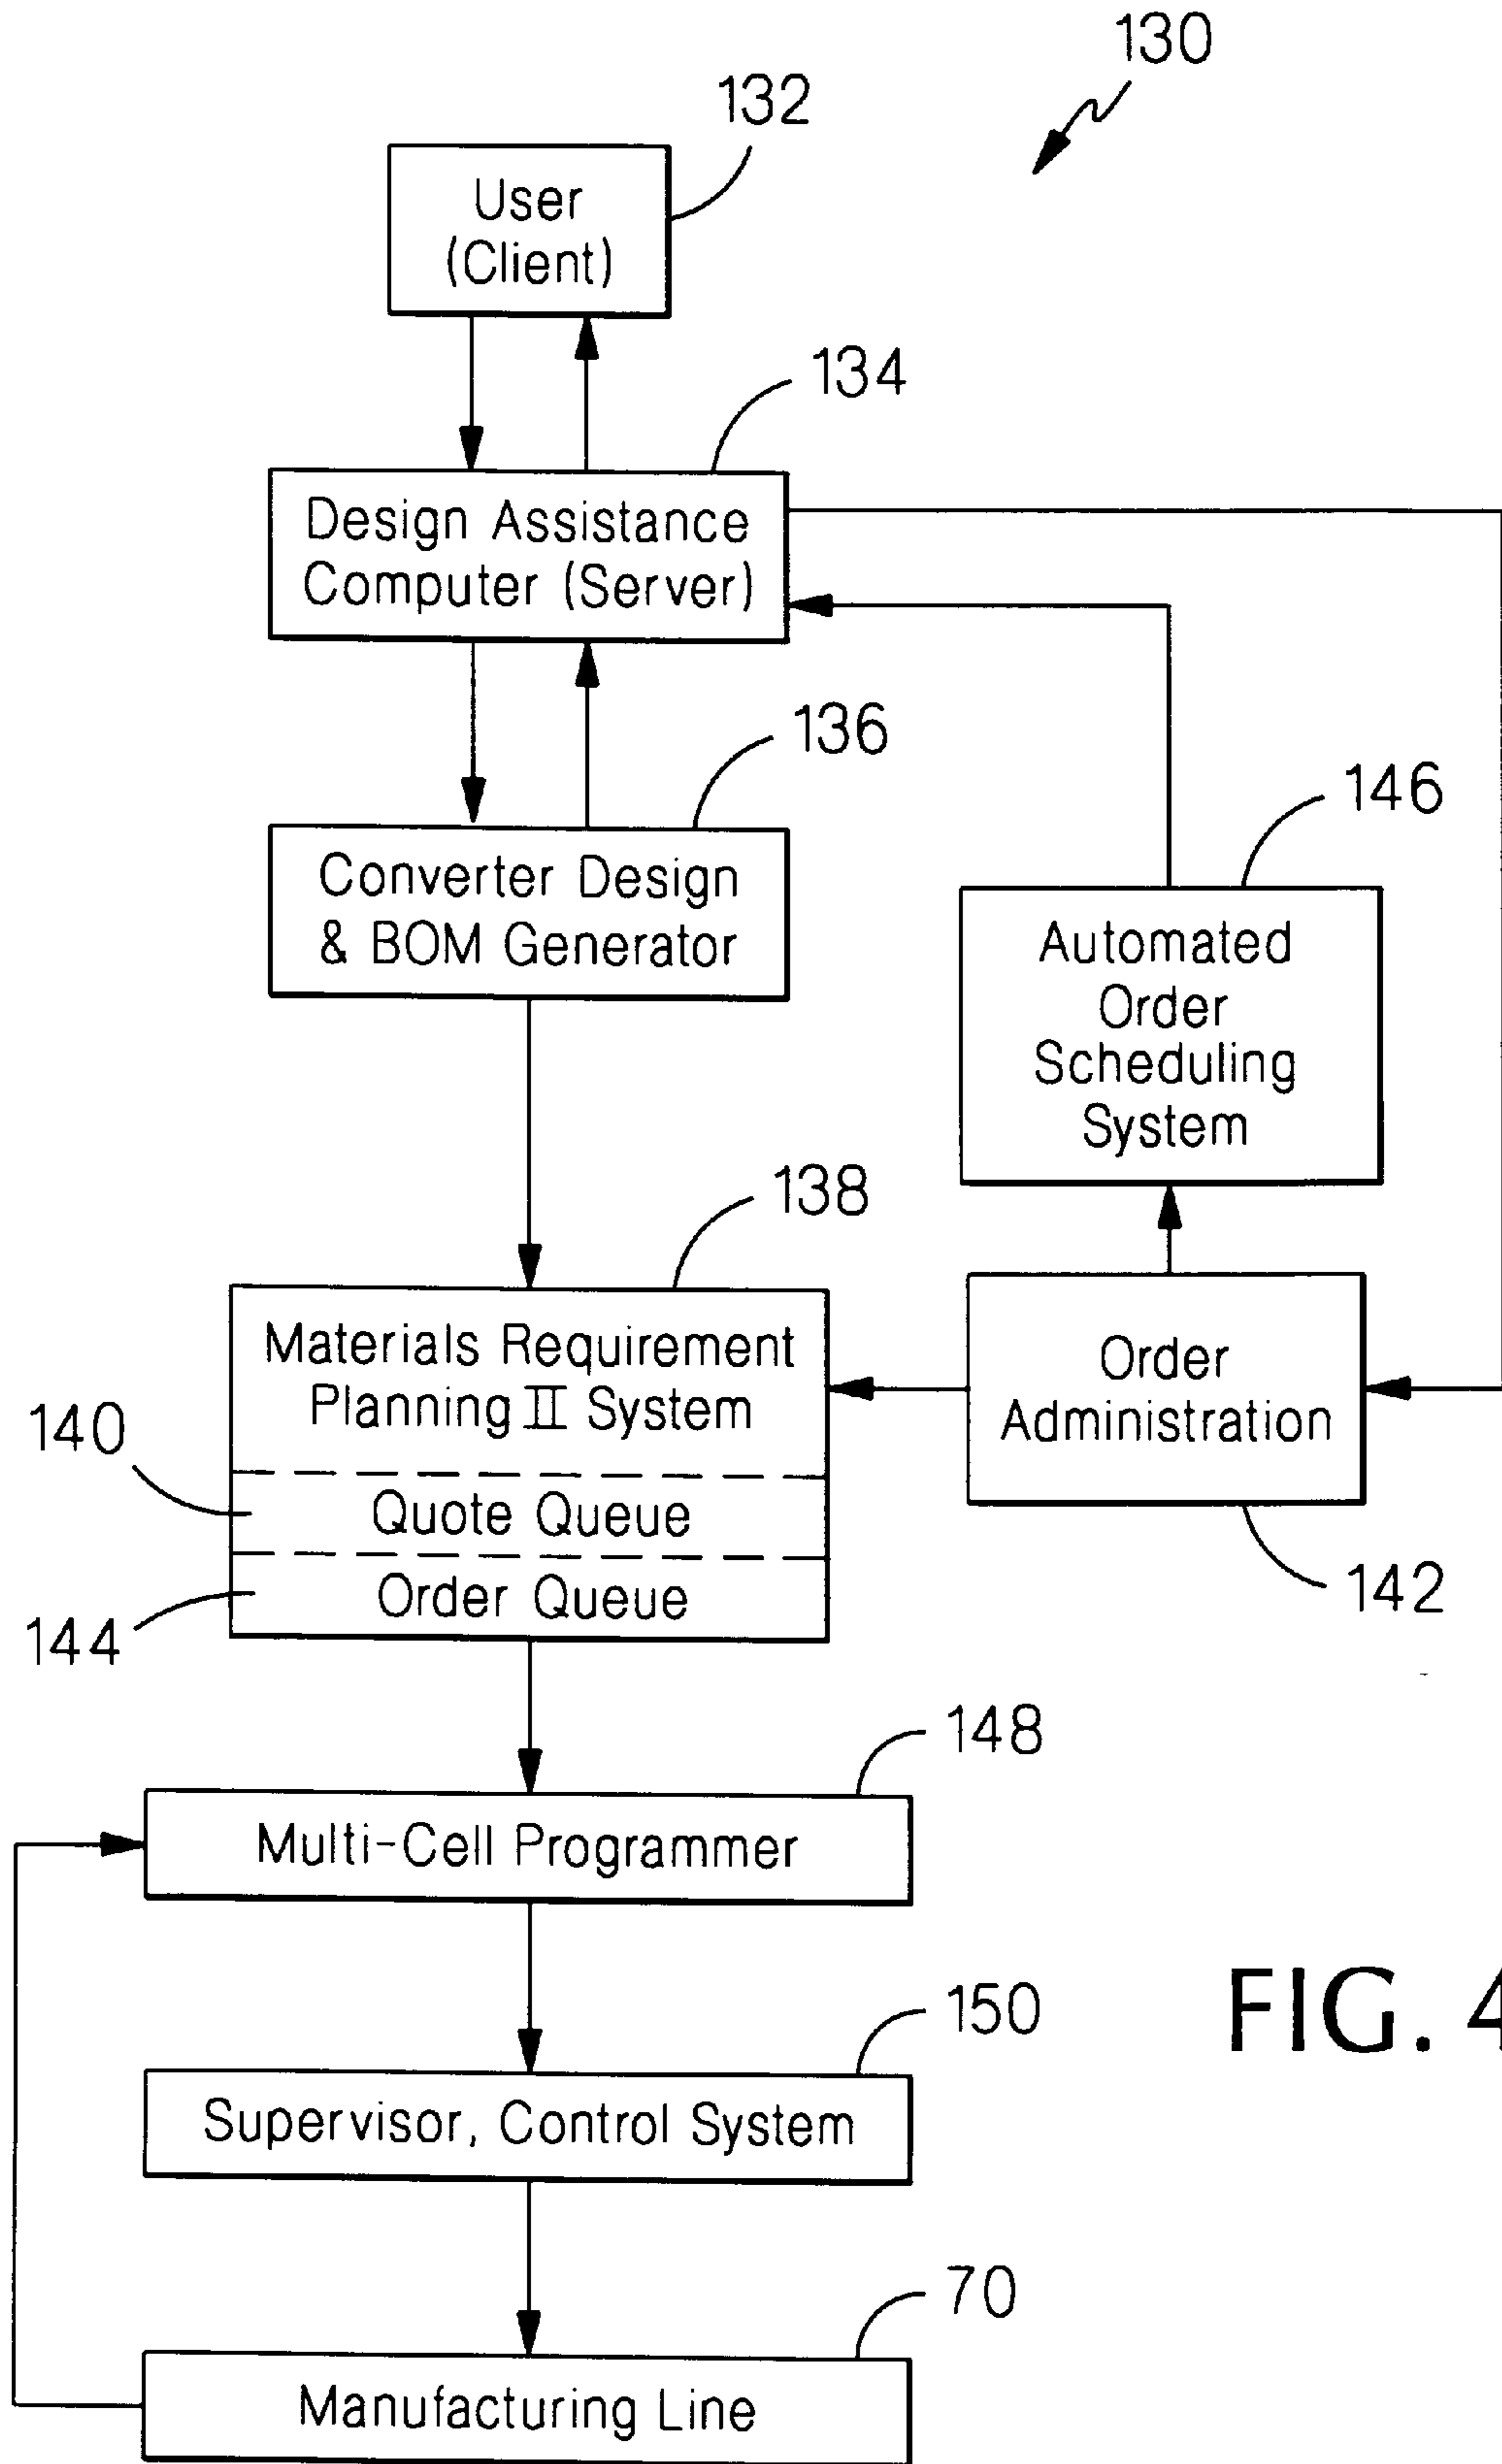 130
132
User
(Client)
134
Design Assistance
Computer (Server)
136
Converter Design
& BOM Generator
146
Automated
Order
Scheduling
System
138
Materials Requirement
Planning II System
140
Quote Queue
144
Order Queue
Order
Administration
142
148
Multi-Cell Programmer
150
Supervisor, Control System
FIG. 4
70
Manufacturing Line